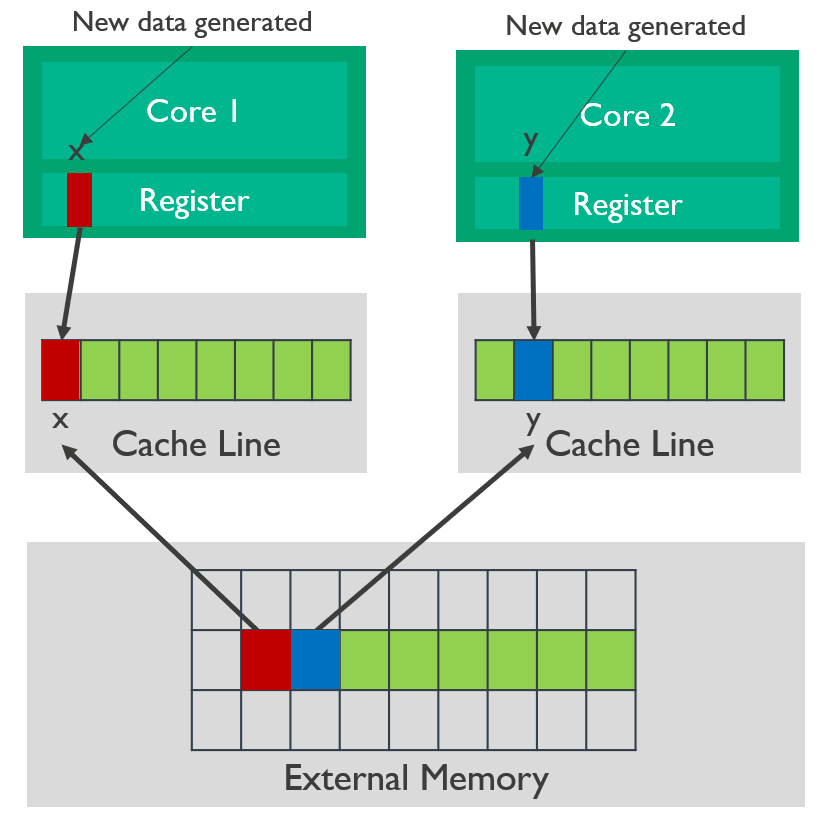 New data generated
New data generated
Core 1
Core 2
x
y
Register
Register
x
y
Cache Line
Cache Line
External Memory